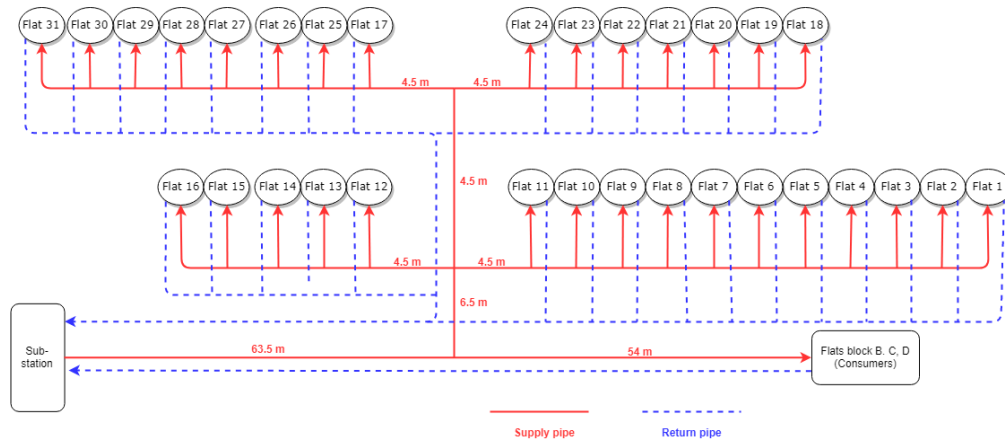 Flat 31 Flat 30 Flat 29 Flat 28 Flat 27 Flat 26 Flat 25 Flat 17 Flat 24 Flat 23 Flat 22 Flat 21 Flat 20 Flat 19 Flat 18
4.5 m 4.5 m
4.5 m
Flat 16 Flat 15 Flat 14 Flat 13 Flat 12 Flat 11 Flat 10 Flat 9 Flat 8 Flat 7 Flat 6 Flat 5 Flat 4 Flat 3 Flat 2 Flat 1
4.5 m 4.5 m
6.5 m
Sub-
station
63.5 m 54 m
Flats block B. C, D
(Consumers)
Supply pipe Return pipe